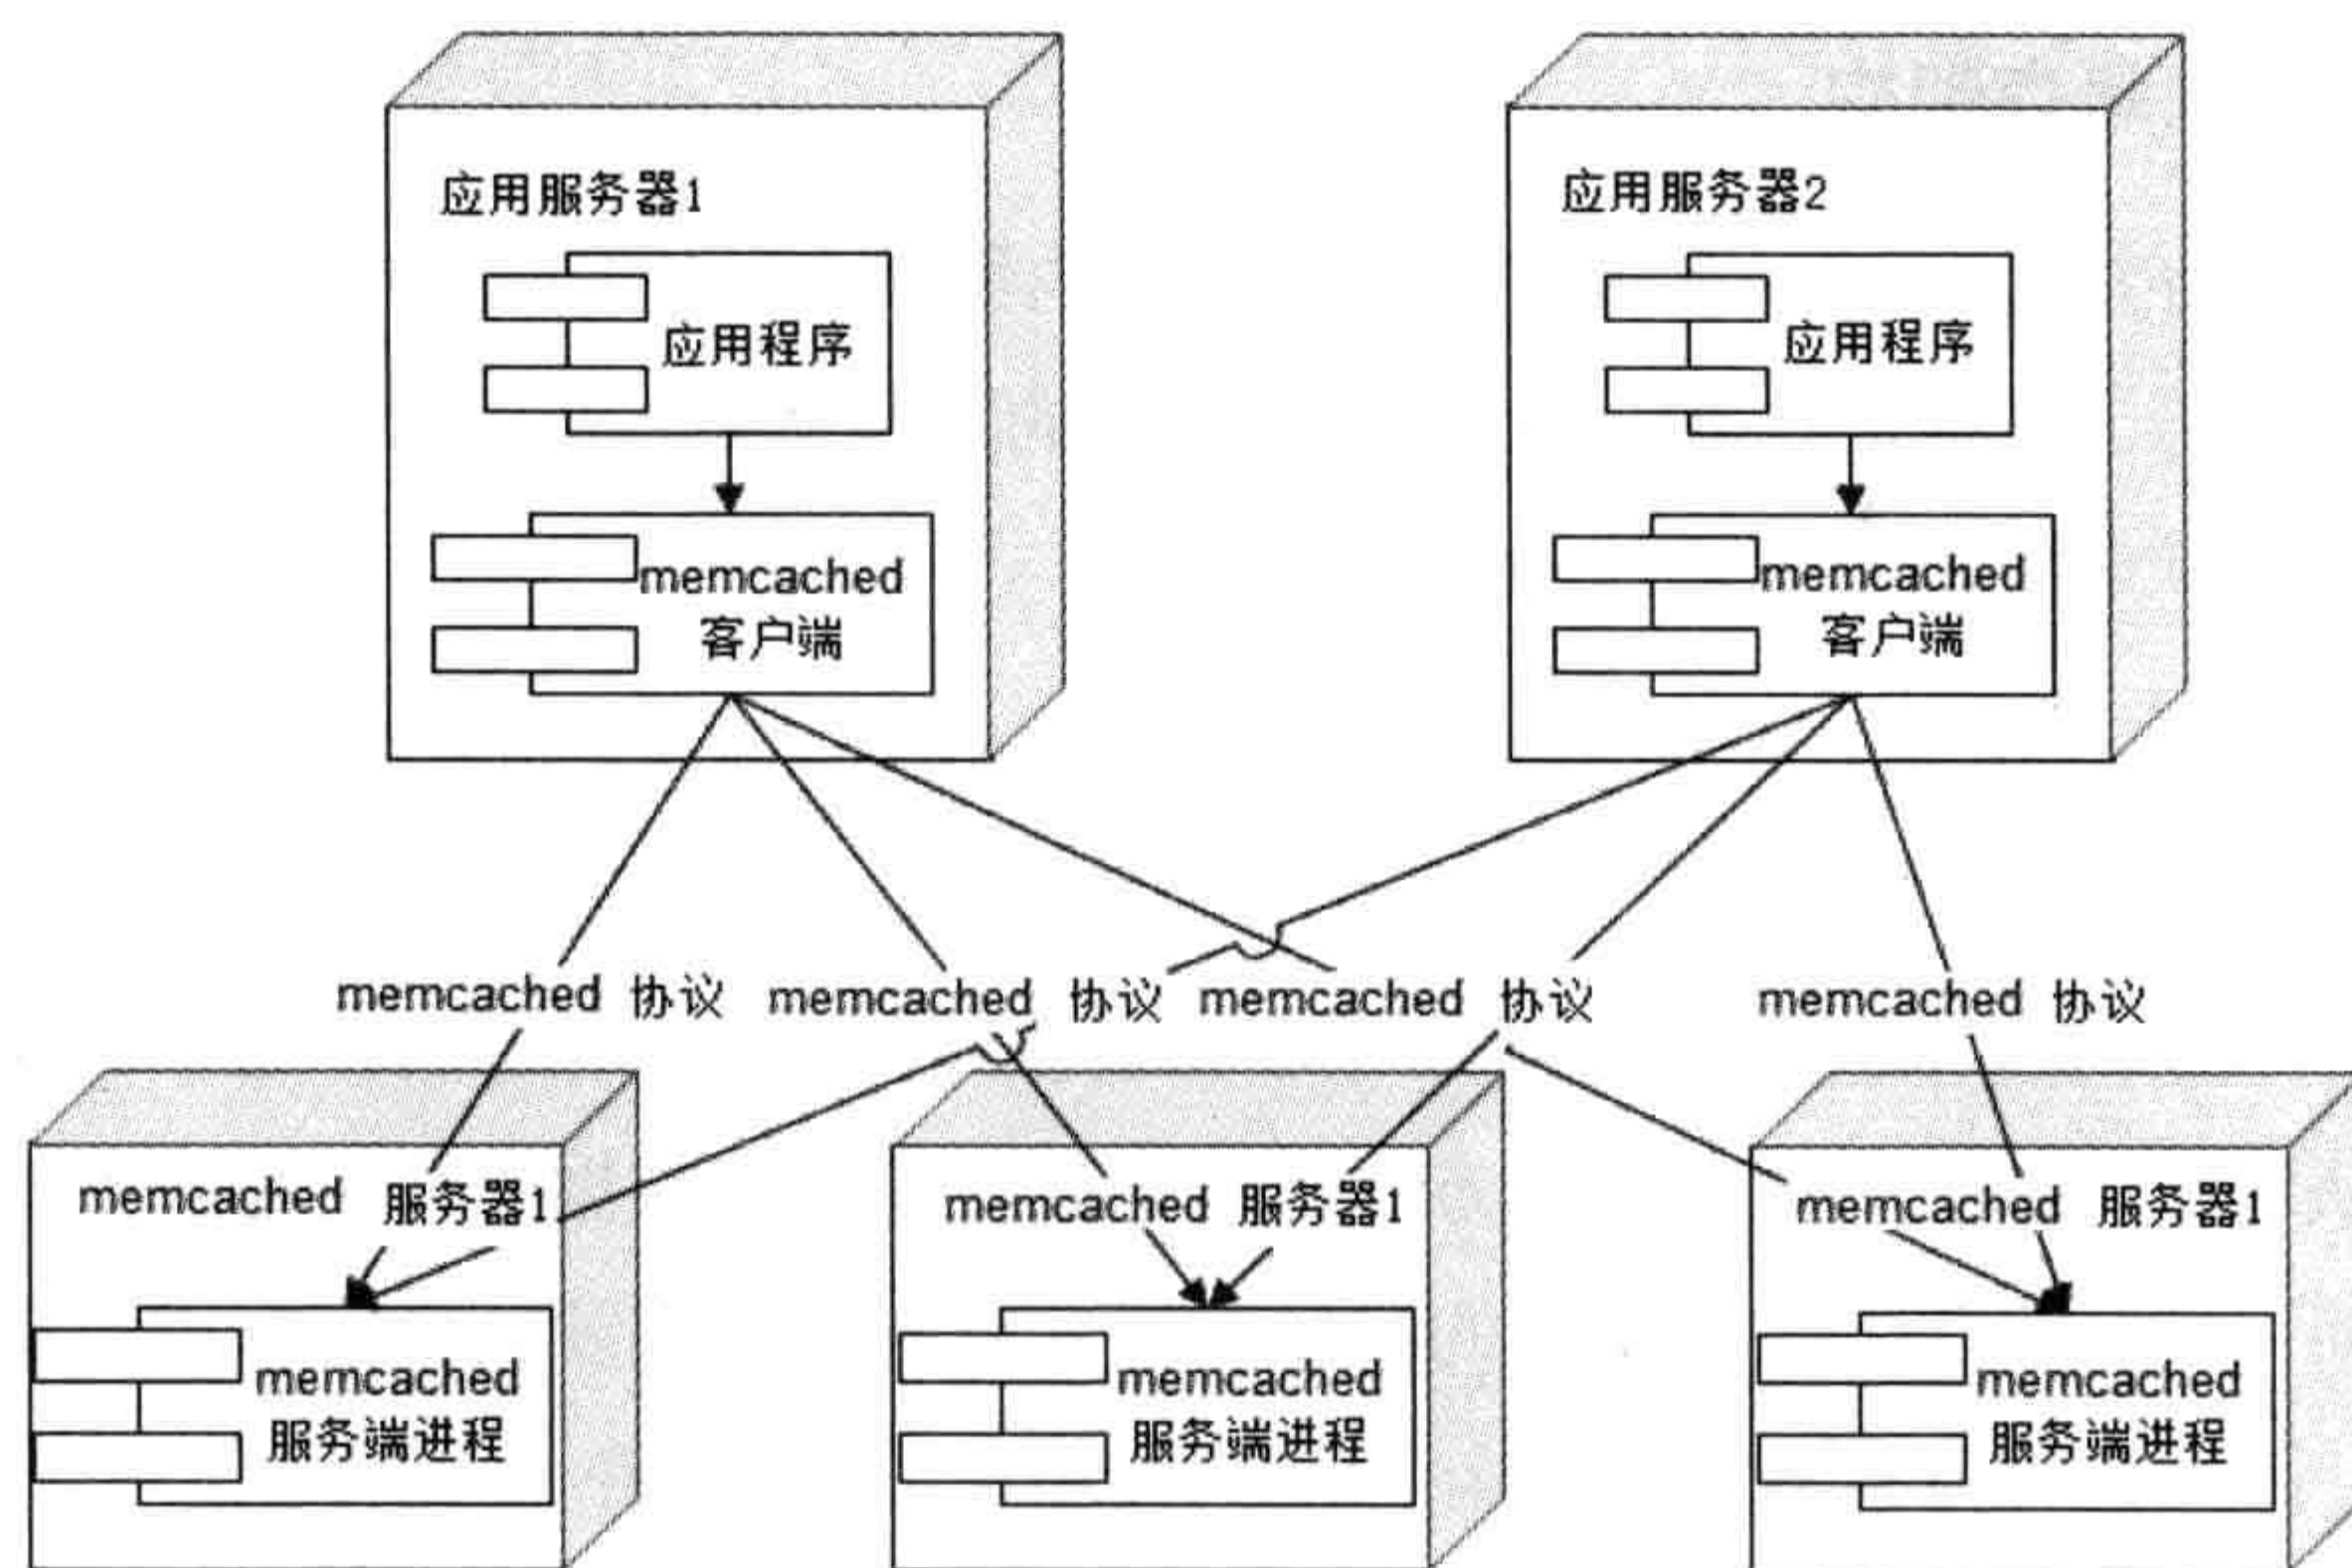 应用服务器1
应用服务器2
应用程序
应用程序
memcached
客户端
memcached
客户端
memcached 协议
memcached 协议
memcached 协议
memcached 协议
memcached 服务器1
memcached 服务器1
memcached 服务器1
memcached
服务端进程
memcached
服务端进程
memcached
服务端进程